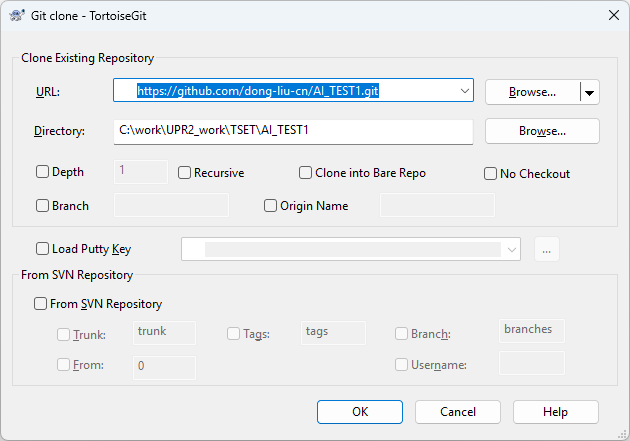 Git clone - TortoiseGit
Clone Existing Repository
URL: https://github.com/dong-liu-cn/AI_TEST1.git Browse...
Directory: C:\work\UPR2_work\TSET\AI_TEST1 Browse...
Depth 1 Recursive Clone into Bare Repo No Checkout
Branch Origin Name
Load Putty Key ...
From SVN Repository
From SVN Repository
Trunk: trunk Tags: tags Branch: branches
From: 0 Username:
OK Cancel Help